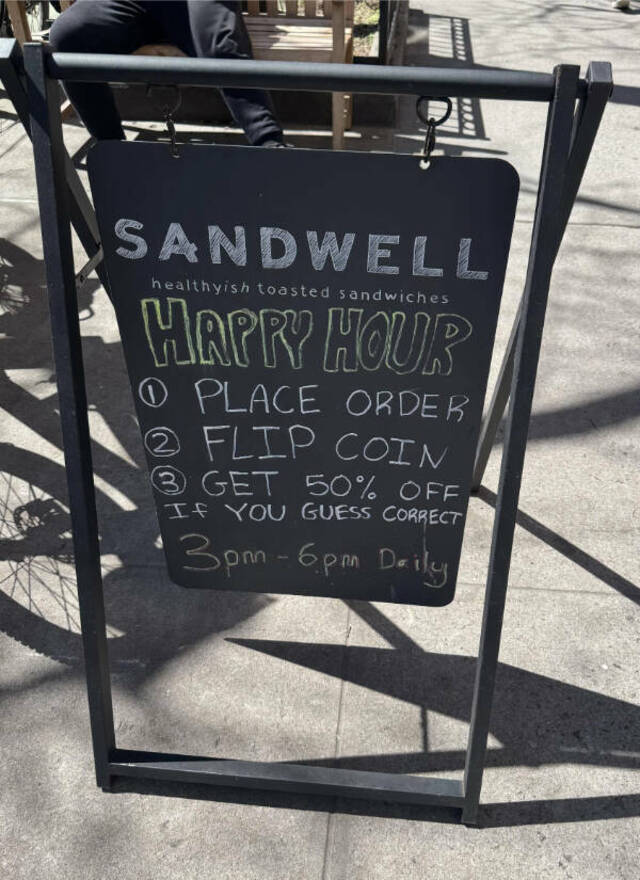 SANDWELL
healthyish toasted sandwiches
HAPPY HOUR
① PLACE ORDER
② FLIP COIN
③ GET 50% OFF
If YOU GUESS CORRECT
3pm - 6pm Daily